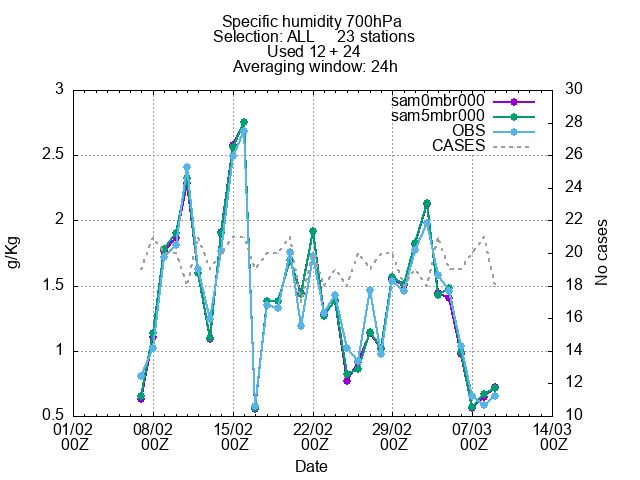 Specific humidity 700hPa
Selection: ALL 23 stations
Used 12 + 24
Averaging window: 24h
sam0mbr000
sam5mbr000
OBS
CASES
3
2.5
2
1.5
1
0.5
g/Kg
30
28
26
24
22
20
18
16
14
12
10
No cases
01/02 08/02 15/02 22/02 29/02 07/03 14/03
00Z 00Z 00Z 00Z 00Z 00Z 00Z
Date